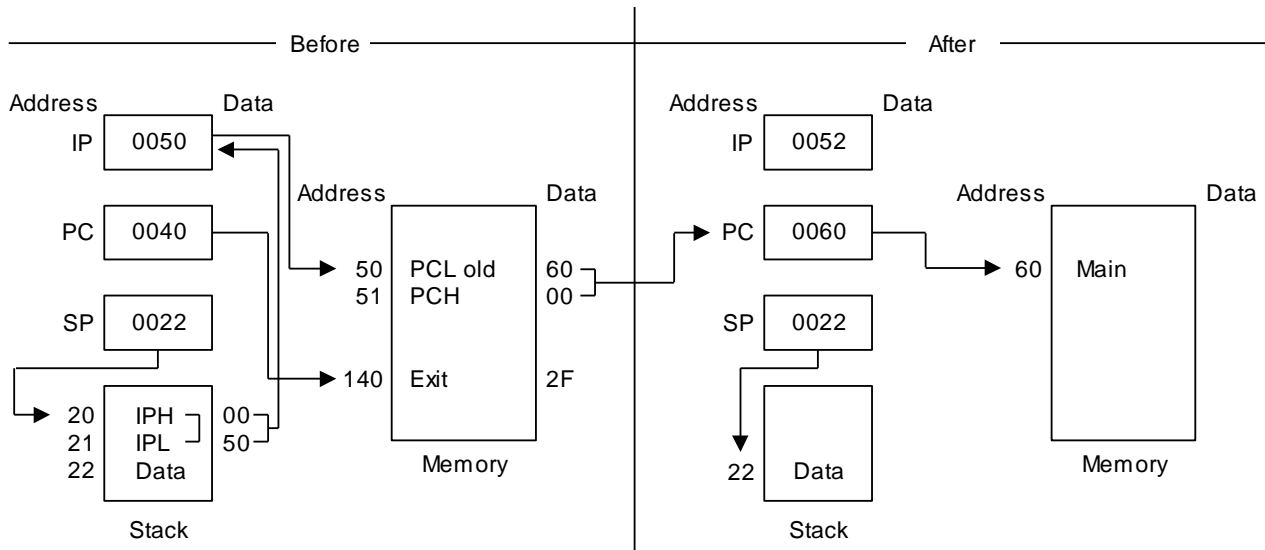 Before
Address Data
IP 0050
PC 0040
SP 0022
20 IPH 00
21 IPL 50
22 Data
Stack
Address Data
50 PCL old 60
51 PCH 00
140 Exit 2F
Memory
After
Address Data
IP 0052
PC 0060
SP 0022
22 Data
Stack
Address Data
60 Main
Memory